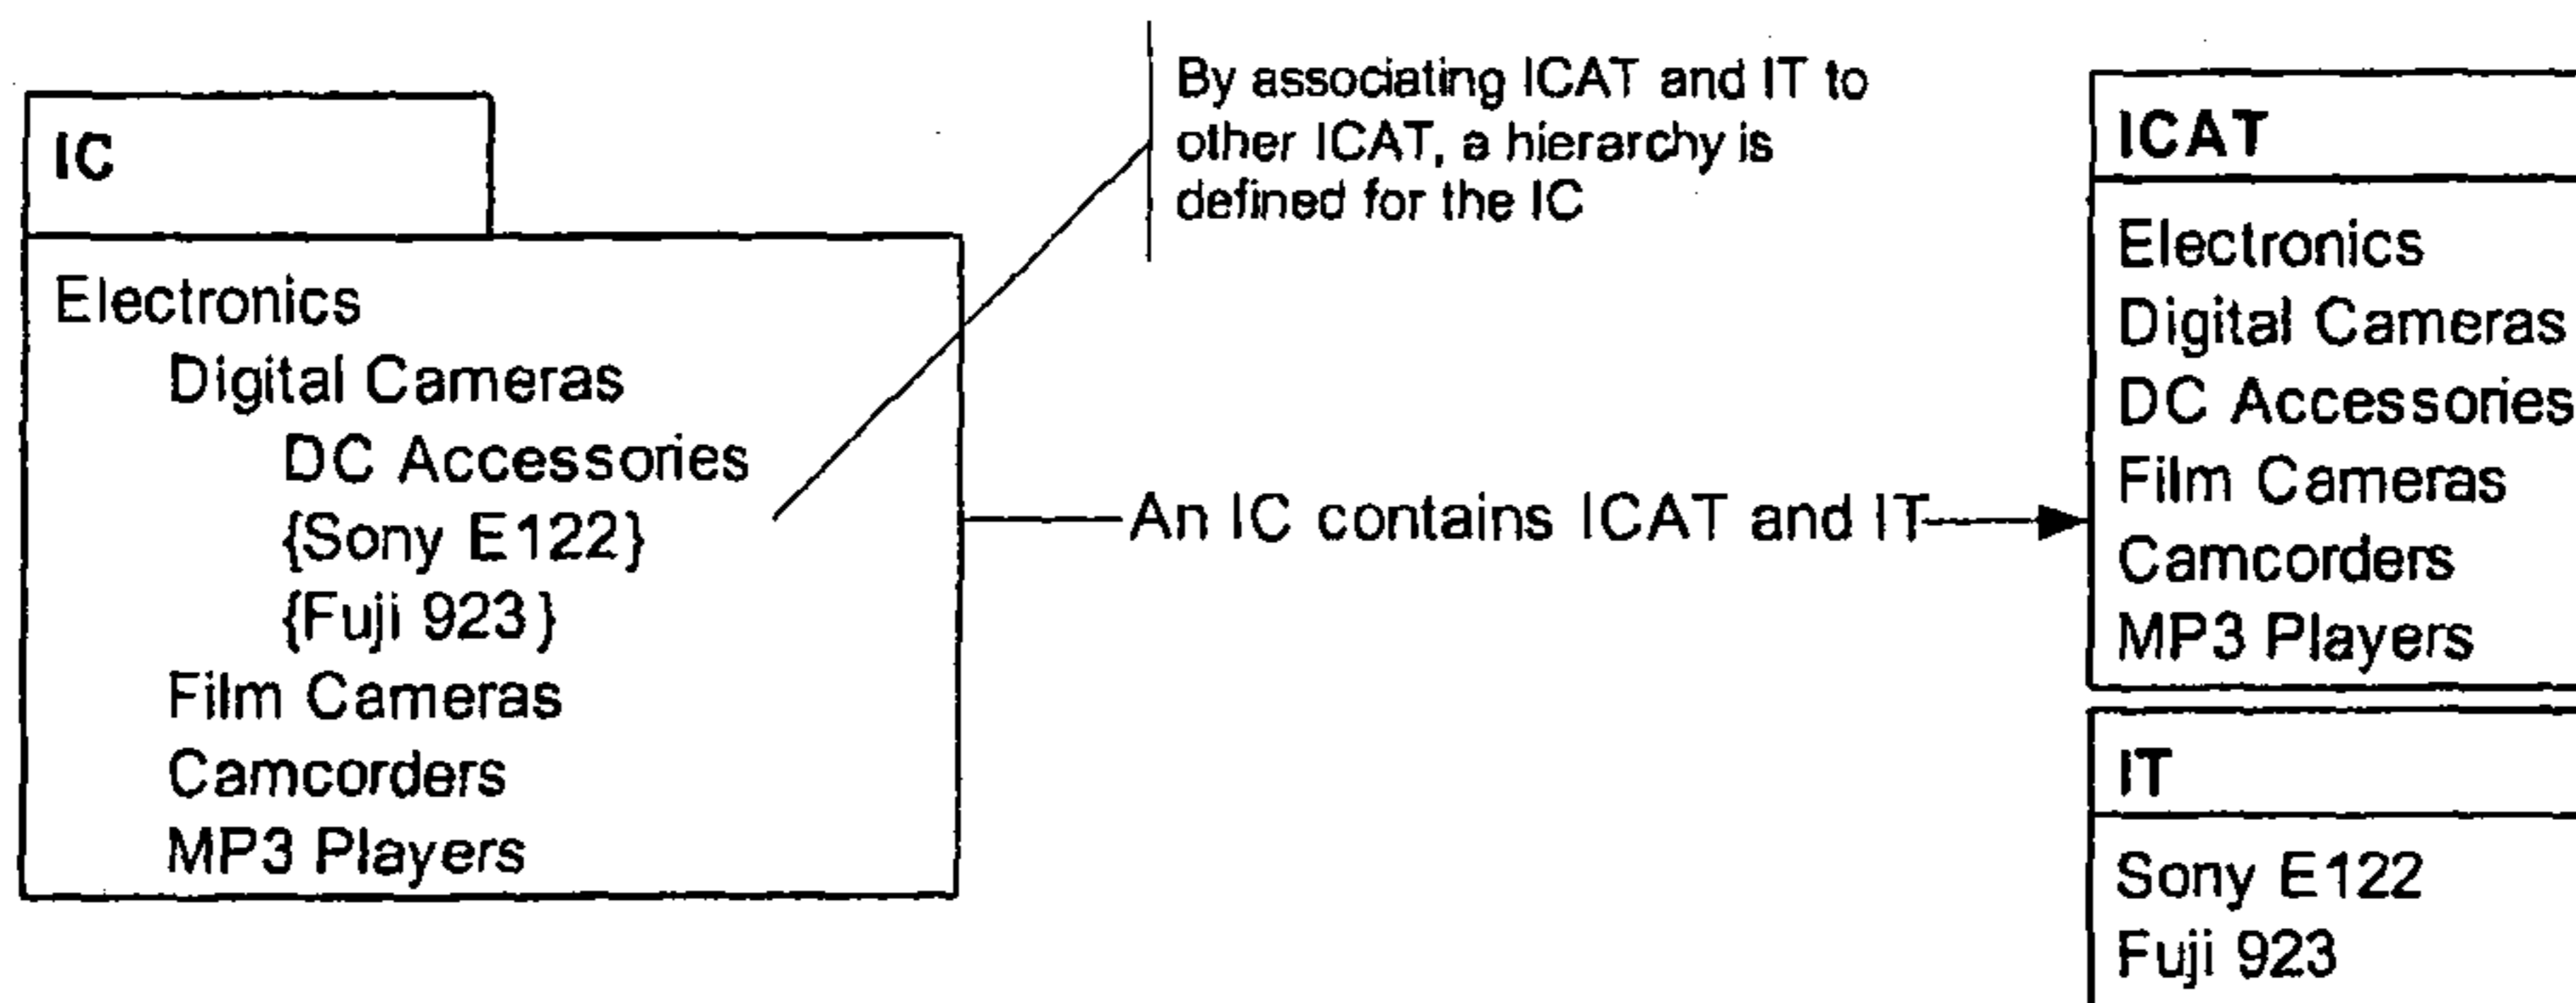 IC
Electronics
Digital Cameras
DC Accessories
{Sony E122}
{Fuji 923}
Film Cameras
Camcorders
MP3 Players
By associating ICAT and IT to
other ICAT, a hierarchy is
defined for the IC
An IC contains ICAT and IT
ICAT
Electronics
Digital Cameras
DC Accessories
Film Cameras
Camcorders
MP3 Players
IT
Sony E122
Fuji 923